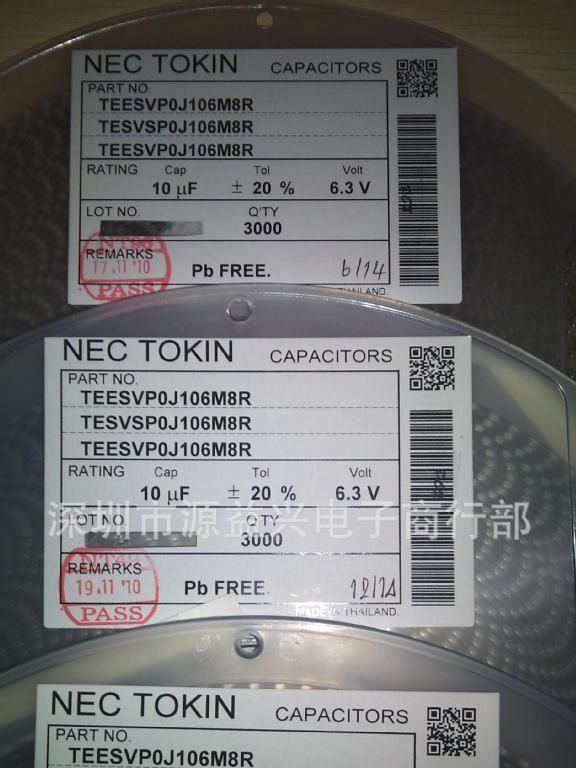 NEC TOKIN CAPACITORS
PART NO.
TEESVP0J106M8R
TESVSP0J106M8R
TEESVP0J106M8R
RATING Cap Tol Volt
10 µF ± 20 % 6.3 V
LOT NO. Q'TY
3000
REMARKS
17.11 '10
PASS
Pb FREE. 6/14
THAILAND.
NEC TOKIN CAPACITORS
PART NO.
TEESVP0J106M8R
TESVSP0J106M8R
TEESVP0J106M8R
RATING Cap Tol Volt
10 µF ± 20 % 6.3 V
深圳市源益兴电子商行部
LOT NO. Q'TY
3000
REMARKS
19.11 '10
PASS
Pb FREE. 12/14
MADE IN THAILAND.
NEC TOKIN CAPACITORS
PART NO.
TEESVP0J106M8R